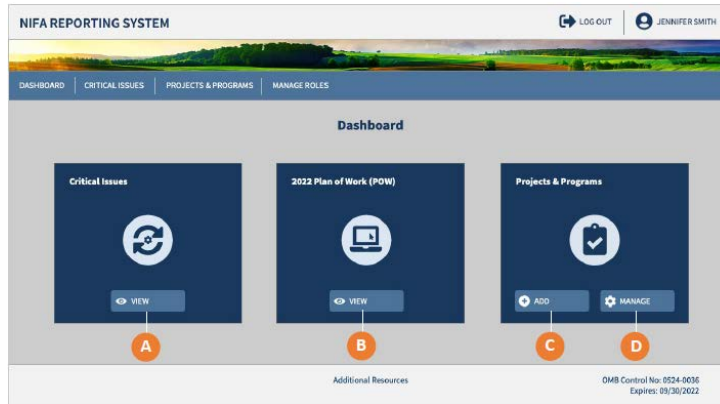 NIFA REPORTING SYSTEM LOG OUT JENNIFER SMITH
DASHBOARD CRITICAL ISSUES PROJECTS & PROGRAMS MANAGE ROLES
Dashboard
Critical Issues
VIEW
A
2022 Plan of Work (POW)
VIEW
B
Projects & Programs
ADD MANAGE
C D
Additional Resources
OMB Control No: 0524-0036
Expires: 09/30/2022